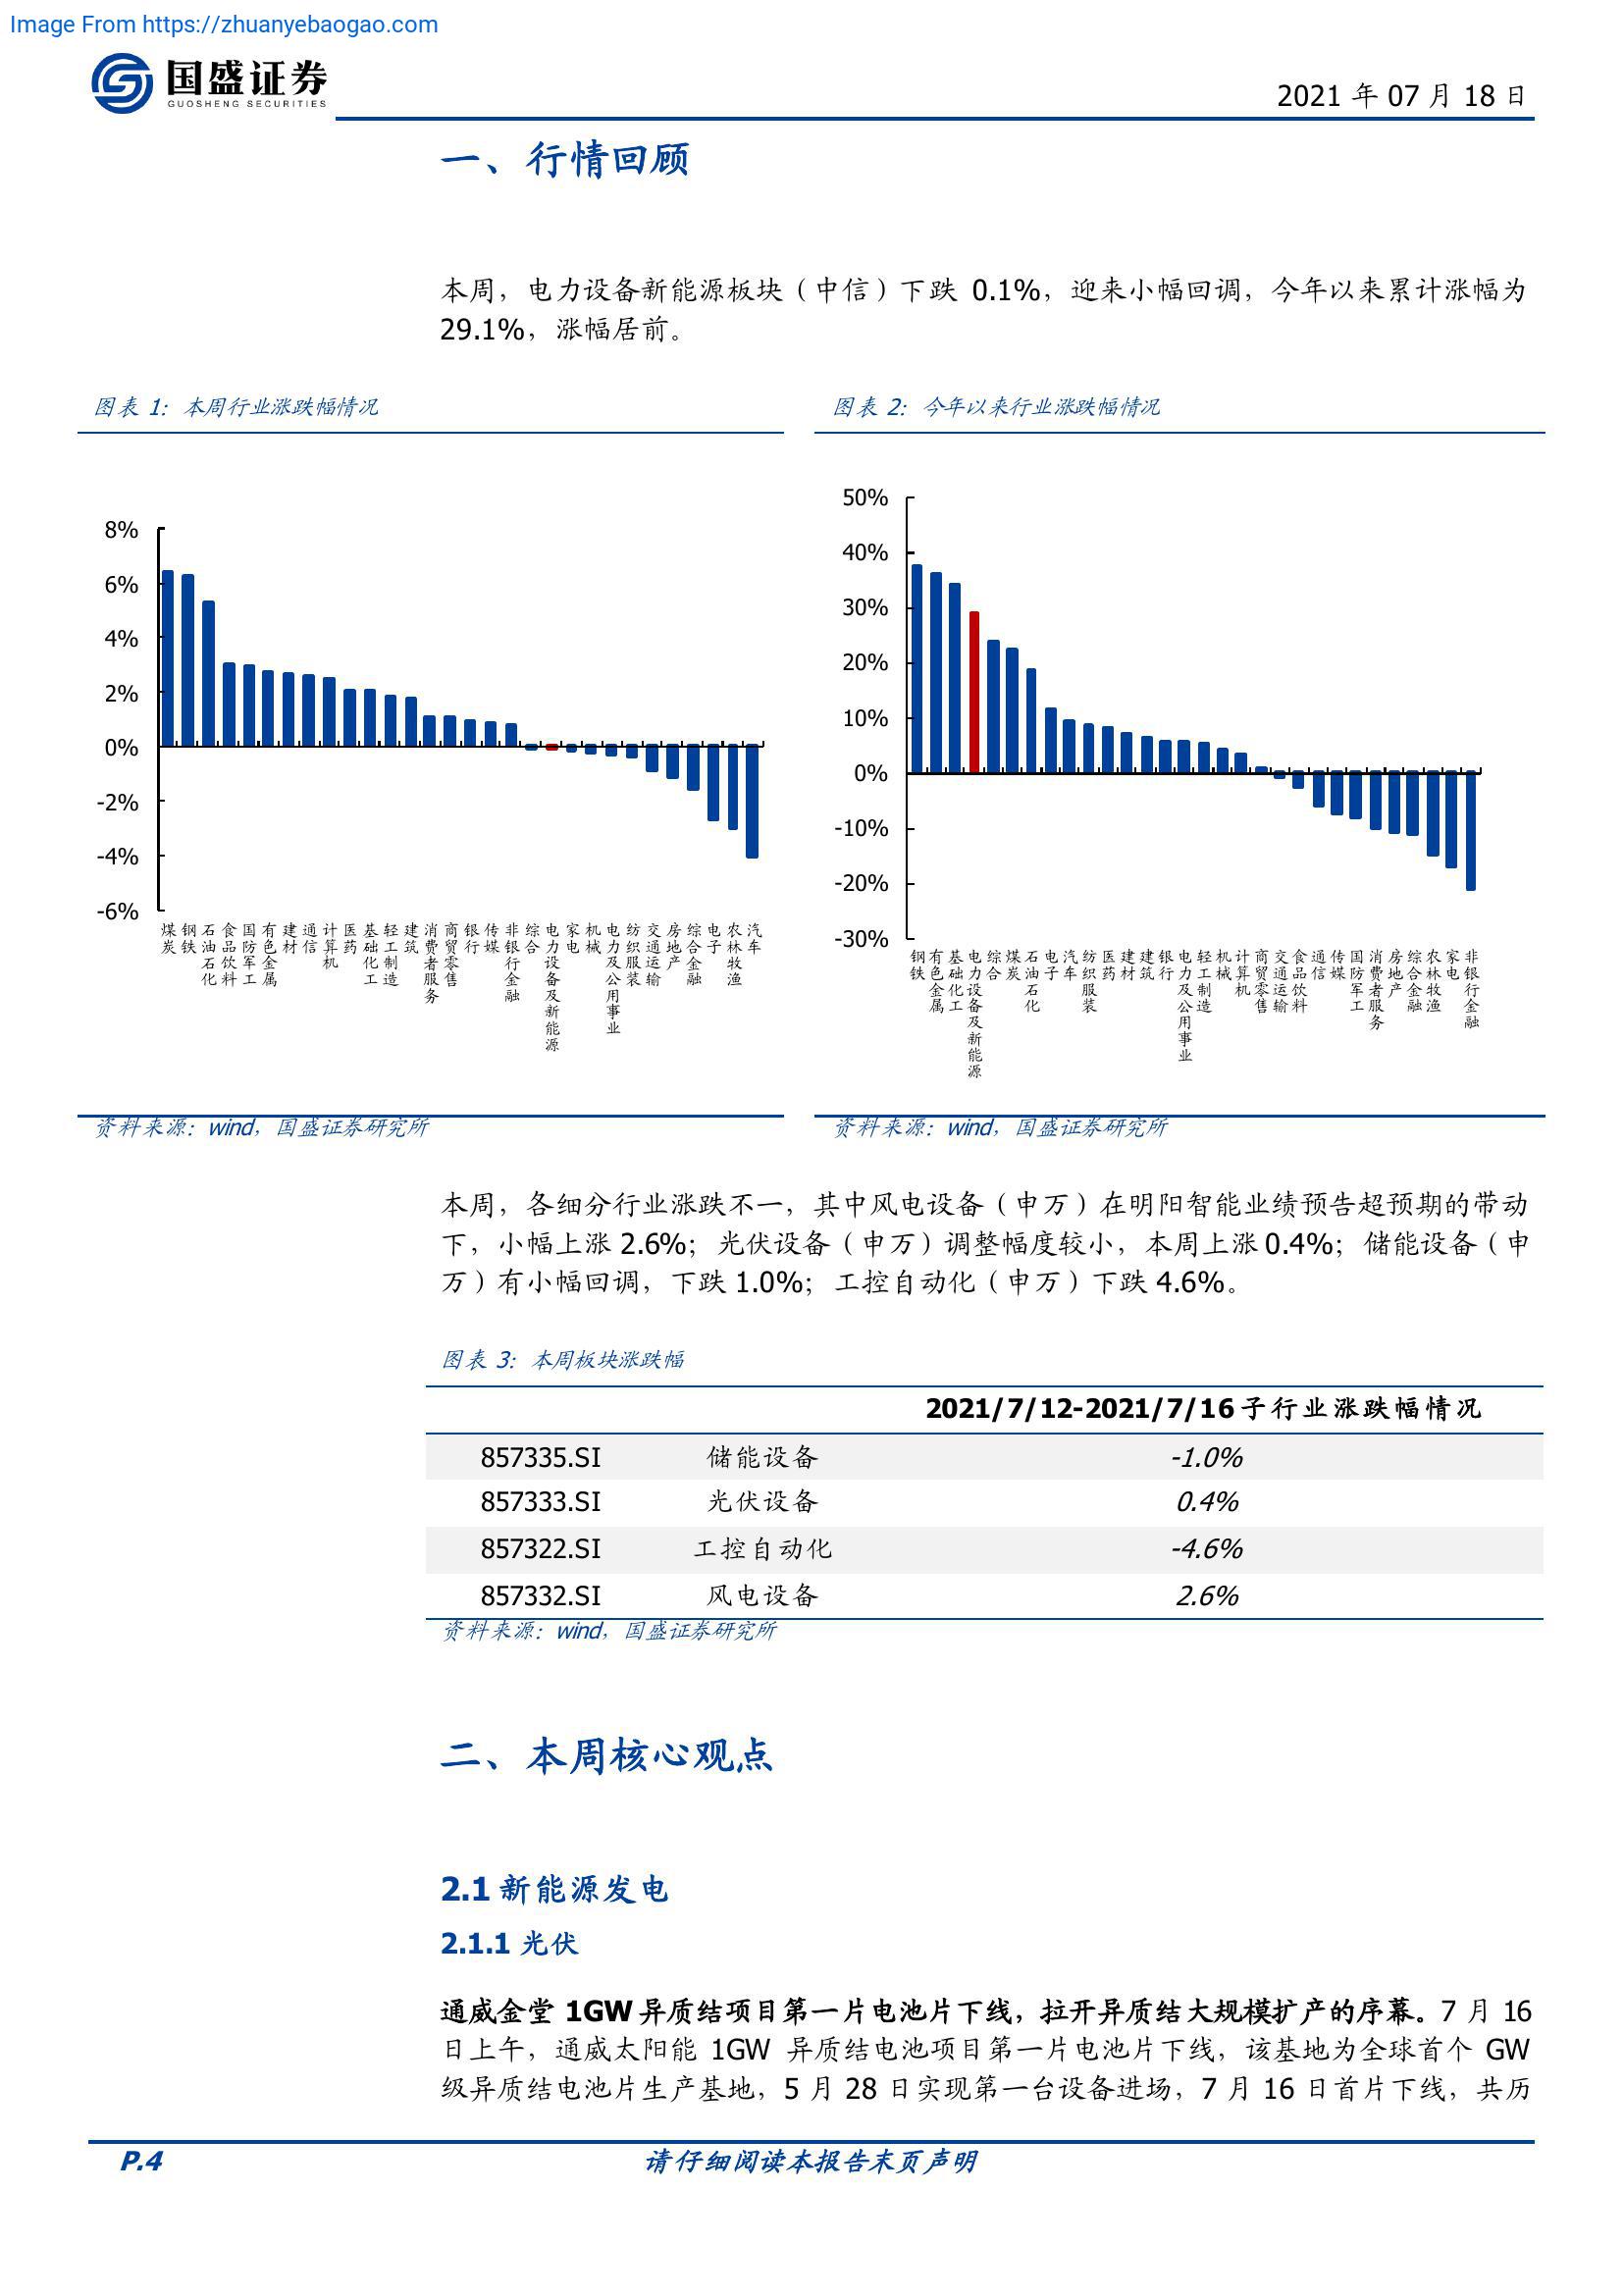 Image From https://zhuanyebaogao.com
国盛证券
GUOSHENG SECURITIES
2021 年 07 月 18 日
一、行情回顾
本周，电力设备新能源板块（中信）下跌 0.1%，迎来小幅回调，今年以来累计涨幅为
29.1%，涨幅居前。
图表 1：本周行业涨跌幅情况
8%
6%
4%
2%
0%
-2%
-4%
-6%
煤炭
钢铁
石油石化
食品饮料
国防军工
有色金属
建材
通信
计算机
医药
基础化工
轻工制造
建筑
消费者服务
商贸零售
银行
传媒
非银行金融
综合
电力设备及新能源
家电
机械
电力及公用事业
纺织服装
交通运输
房地产
综合金融
电子
农林牧渔
汽车
资料来源：wind，国盛证券研究所
图表 2：今年以来行业涨跌幅情况
50%
40%
30%
20%
10%
0%
-10%
-20%
-30%
钢铁
有色金属
基础化工
电力设备及新能源
综合
煤炭
石油石化
电子
汽车
纺织服装
医药
建材
建筑
银行
电力及公用事业
轻工制造
机械
计算机
商贸零售
交通运输
食品饮料
通信
传媒
国防军工
消费者服务
房地产
综合金融
农林牧渔
家电
非银行金融
资料来源：wind，国盛证券研究所
本周，各细分行业涨跌不一，其中风电设备（申万）在明阳智能业绩预告超预期的带动
下，小幅上涨 2.6%；光伏设备（申万）调整幅度较小，本周上涨 0.4%；储能设备（申
万）有小幅回调，下跌 1.0%；工控自动化（申万）下跌 4.6%。
图表 3：本周板块涨跌幅
2021/7/12-2021/7/16 子行业涨跌幅情况
857335.SI 储能设备 -1.0%
857333.SI 光伏设备 0.4%
857322.SI 工控自动化 -4.6%
857332.SI 风电设备 2.6%
资料来源：wind，国盛证券研究所
二、本周核心观点
2.1 新能源发电
2.1.1 光伏
通威金堂 1GW 异质结项目第一片电池片下线，拉开异质结大规模扩产的序幕。7 月 16
日上午，通威太阳能 1GW 异质结电池项目第一片电池片下线，该基地为全球首个 GW
级异质结电池片生产基地，5 月 28 日实现第一台设备进场，7 月 16 日首片下线，共历
P.4
请仔细阅读本报告末页声明